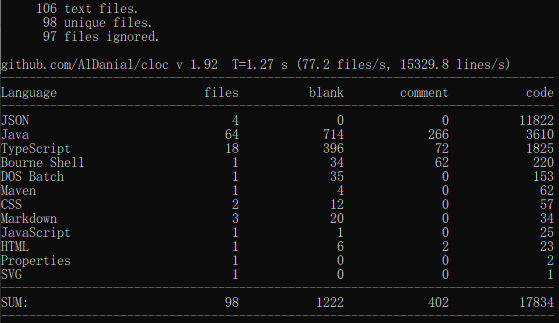 106 text files.
98 unique files.
97 files ignored.
github.com/AlDanial/cloc v 1.92 T=1.27 s (77.2 files/s, 15329.8 lines/s)
Language files blank comment code
JSON 4 0 0 11822
Java 64 714 266 3610
TypeScript 18 396 72 1825
Bourne Shell 1 34 62 220
DOS Batch 1 35 0 153
Maven 1 4 0 62
CSS 2 12 0 57
Markdown 3 20 0 34
JavaScript 1 1 0 25
HTML 1 6 2 23
Properties 1 0 0 2
SVG 1 0 0 1
SUM: 98 1222 402 17834